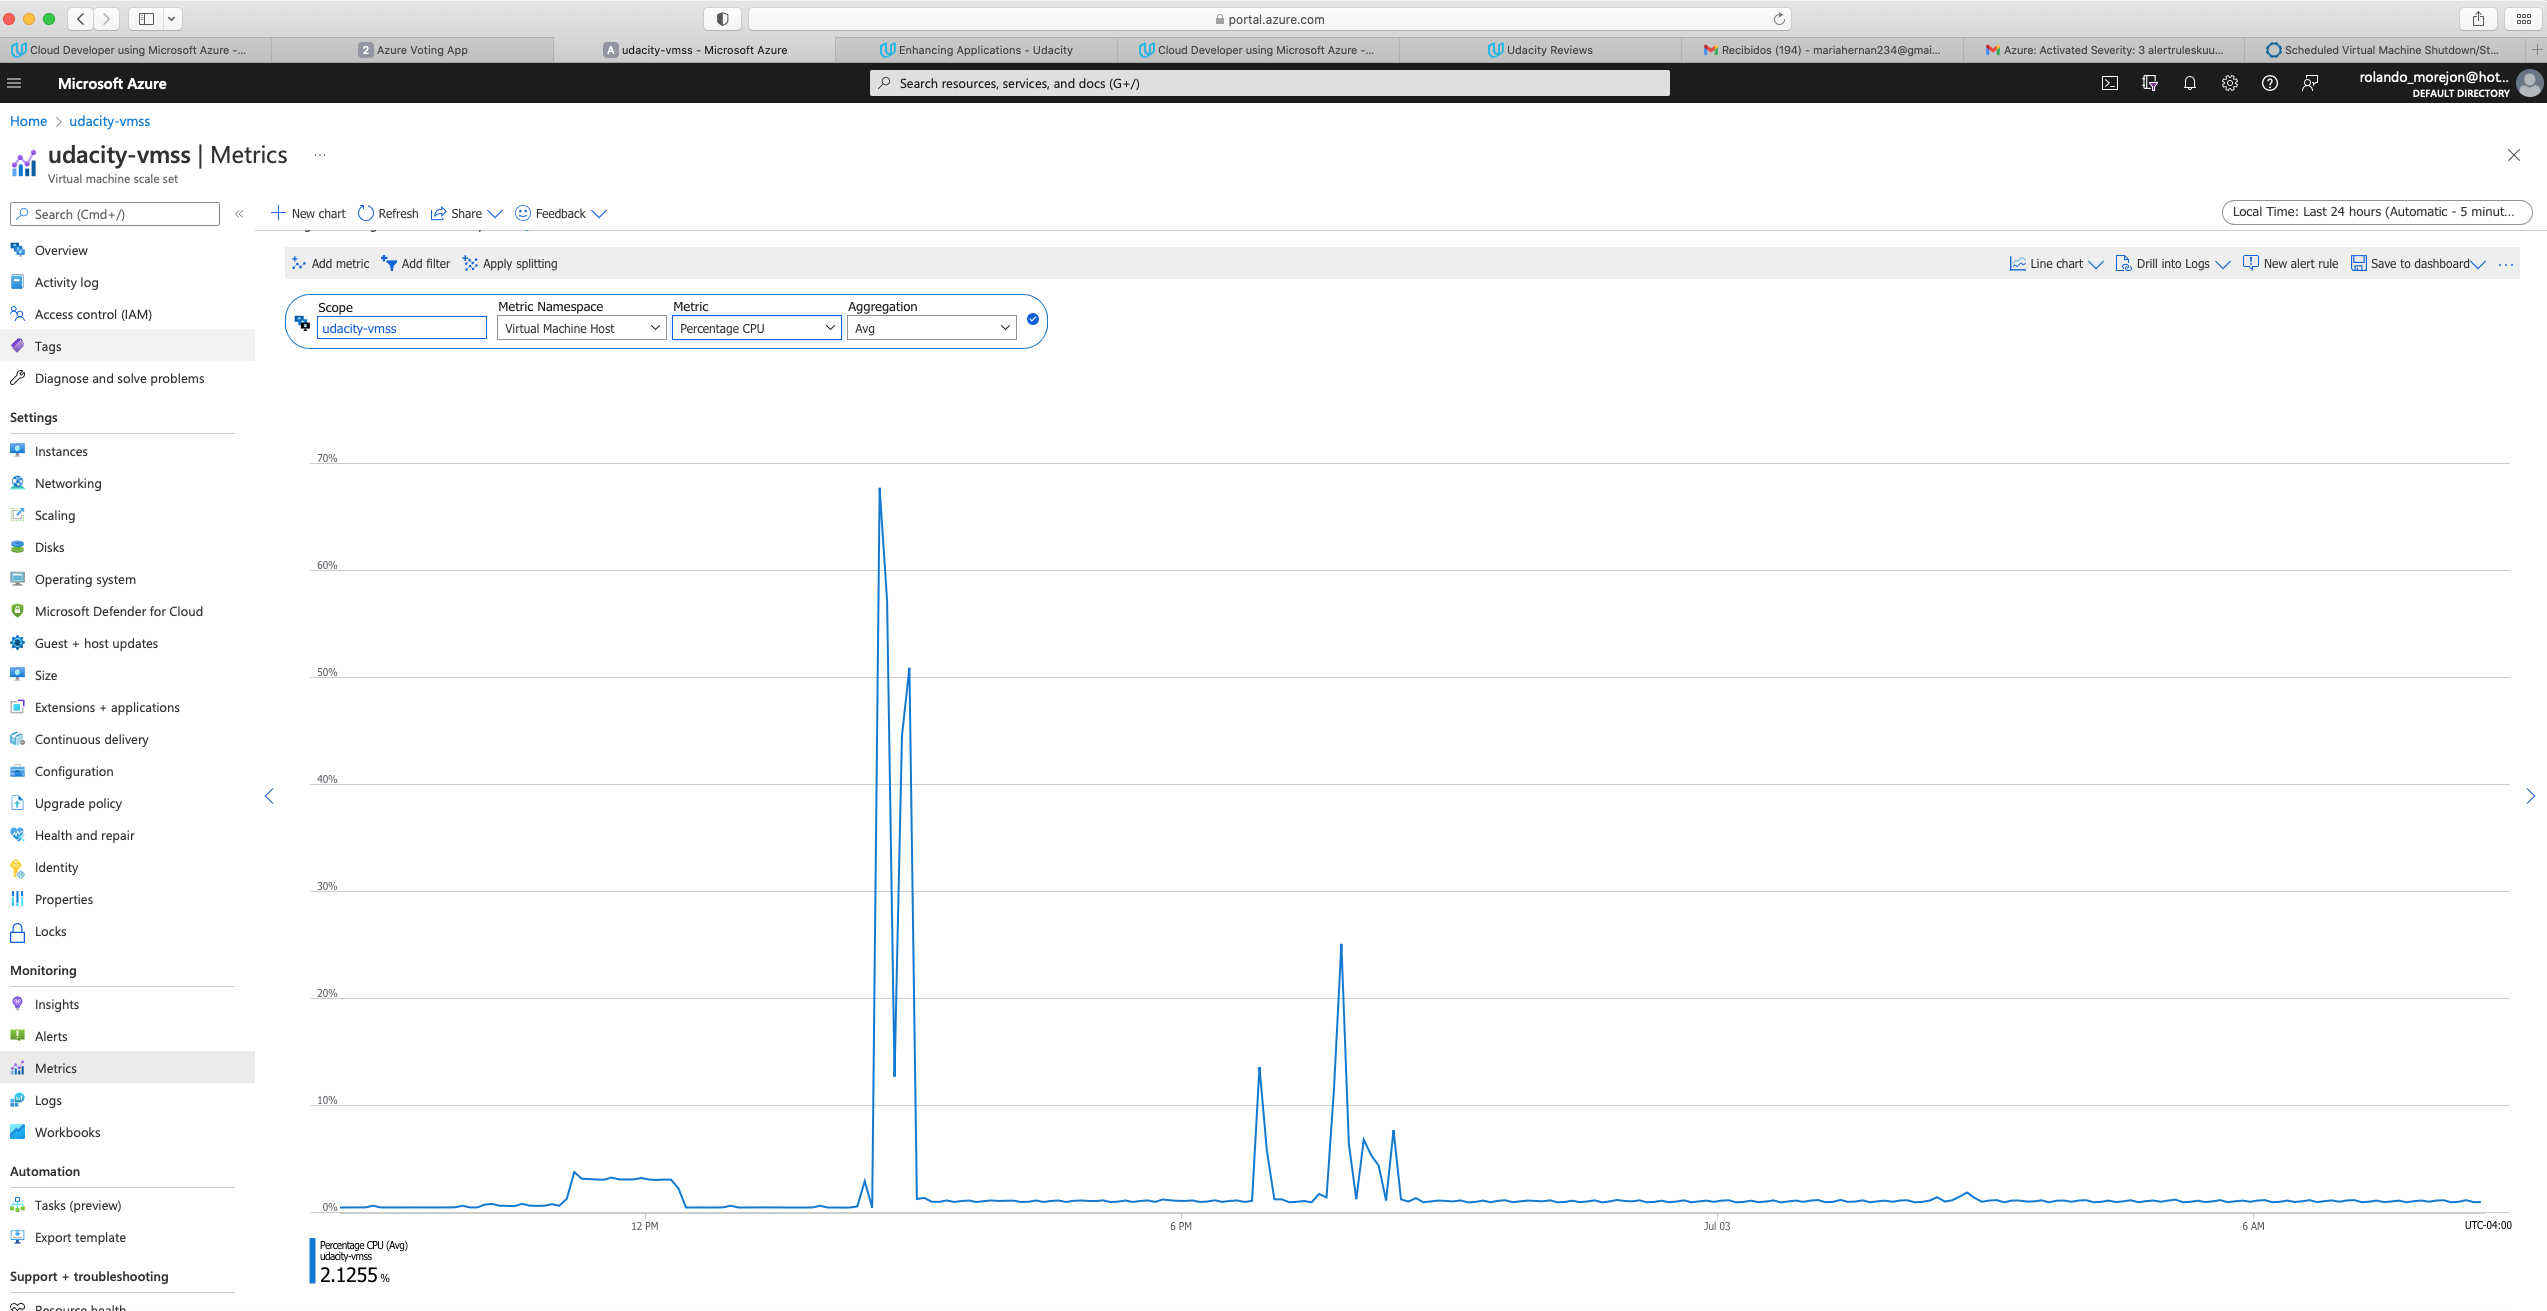 portal.azure.com
Cloud Developer using Microsoft Azure -...
2 Azure Voting App
A udacity-vmss - Microsoft Azure
Enhancing Applications - Udacity
Cloud Developer using Microsoft Azure -...
Udacity Reviews
Recibidos (194) - mariahernan234@gmai...
Azure: Activated Severity: 3 alertruleskuu...
Scheduled Virtual Machine Shutdown/St...
Microsoft Azure
Search resources, services, and docs (G+/)
rolando_morejon@hot...
DEFAULT DIRECTORY
Home > udacity-vmss
udacity-vmss | Metrics ...
Virtual machine scale set
Search (Cmd+/)
«
New chart
Refresh
Share
Feedback
Local Time: Last 24 hours (Automatic - 5 minut...
Overview
Activity log
Access control (IAM)
Tags
Diagnose and solve problems
Settings
Instances
Networking
Scaling
Disks
Operating system
Microsoft Defender for Cloud
Guest + host updates
Size
Extensions + applications
Continuous delivery
Configuration
Upgrade policy
Health and repair
Identity
Properties
Locks
Monitoring
Insights
Alerts
Metrics
Logs
Workbooks
Automation
Tasks (preview)
Export template
Support + troubleshooting
Resource health
Add metric
Add filter
Apply splitting
Line chart
Drill into Logs
New alert rule
Save to dashboard
...
Scope
udacity-vmss
Metric Namespace
Virtual Machine Host
Metric
Percentage CPU
Aggregation
Avg
70%
60%
50%
40%
30%
20%
10%
0%
12 PM
6 PM
Jul 03
6 AM
UTC-04:00
Percentage CPU (Avg)
udacity-vmss
2.1255 %